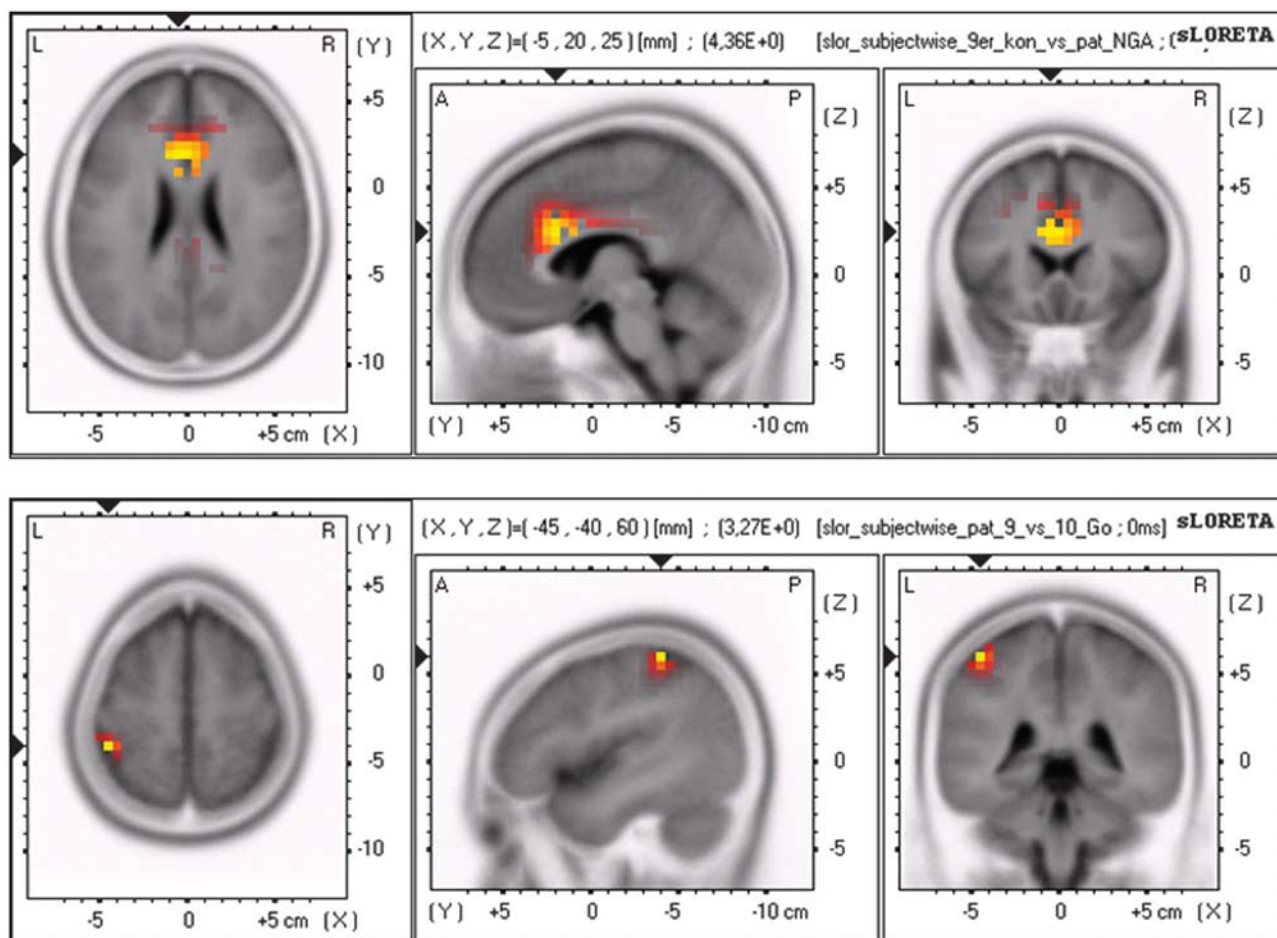 (X,Y,Z)=(-5,20,25)[mm] ; (4,36E+0) [slor_subjectwise_9er_kon_vs_pat_NGA ; ( sLORETA
L R (Y)
+5
0
-5
-10
-5 0 +5 cm (X)
A P (Z)
+5
0
-5
(Y) +5 0 -5 -10 cm
L R (Z)
+5
0
-5
-5 0 +5 cm (X)
(X,Y,Z)=(-45,-40,60)[mm] ; (3,27E+0) [slor_subjectwise_pat_9_vs_10_Go ; 0ms] sLORETA
L R (Y)
+5
0
-5
-10
-5 0 +5 cm (X)
A P (Z)
+5
0
-5
(Y) +5 0 -5 -10 cm
L R (Z)
+5
0
-5
-5 0 +5 cm (X)